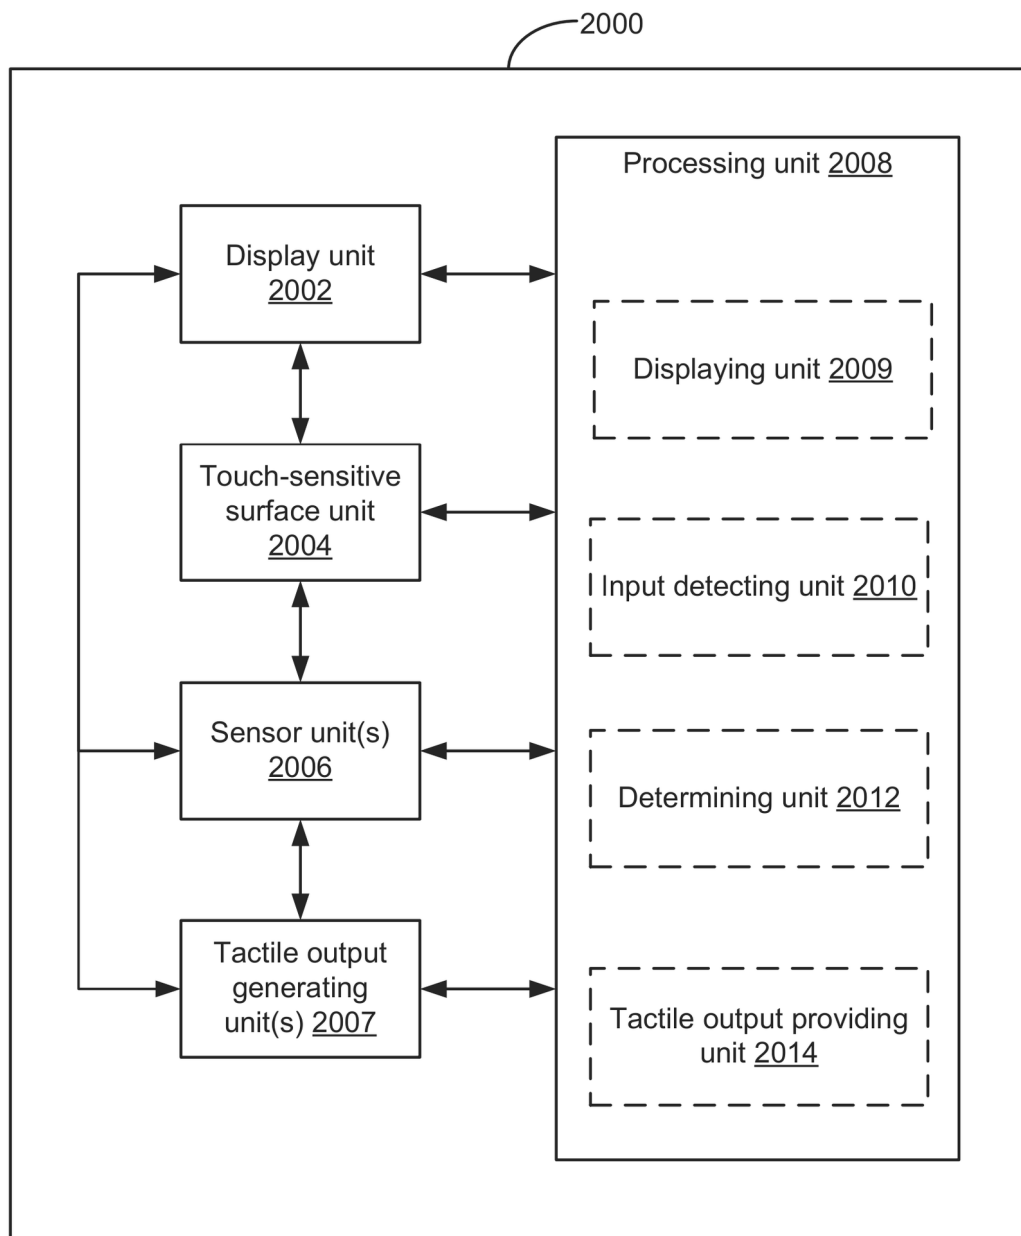 2000
Processing unit 2008
Display unit
2002
Displaying unit 2009
Touch-sensitive
surface unit
2004
Input detecting unit 2010
Sensor unit(s)
2006
Determining unit 2012
Tactile output
generating
unit(s) 2007
Tactile output providing
unit 2014